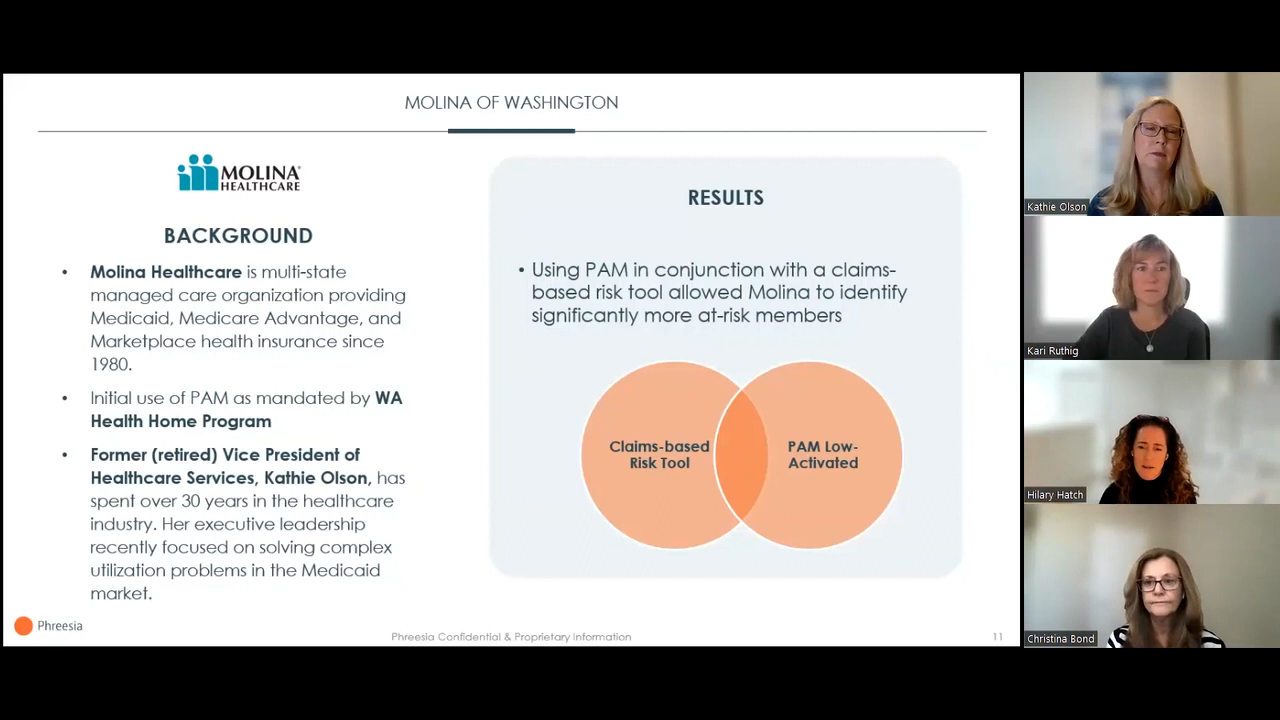 MOLINA OF WASHINGTON
MOLINA
HEALTHCARE
BACKGROUND
• Molina Healthcare is multi-state
managed care organization providing
Medicaid, Medicare Advantage, and
Marketplace health insurance since
1980.
• Initial use of PAM as mandated by WA
Health Home Program
• Former (retired) Vice President of
Healthcare Services, Kathie Olson, has
spent over 30 years in the healthcare
industry. Her executive leadership
recently focused on solving complex
utilization problems in the Medicaid
market.
RESULTS
• Using PAM in conjunction with a claims-
based risk tool allowed Molina to identify
significantly more at-risk members
Claims-based
Risk Tool
PAM Low-
Activated
Phreesia
Phreesia Confidential & Proprietary Information
11
Kathie Olson
Kari Ruthig
Hilary Hatch
Christina Bond